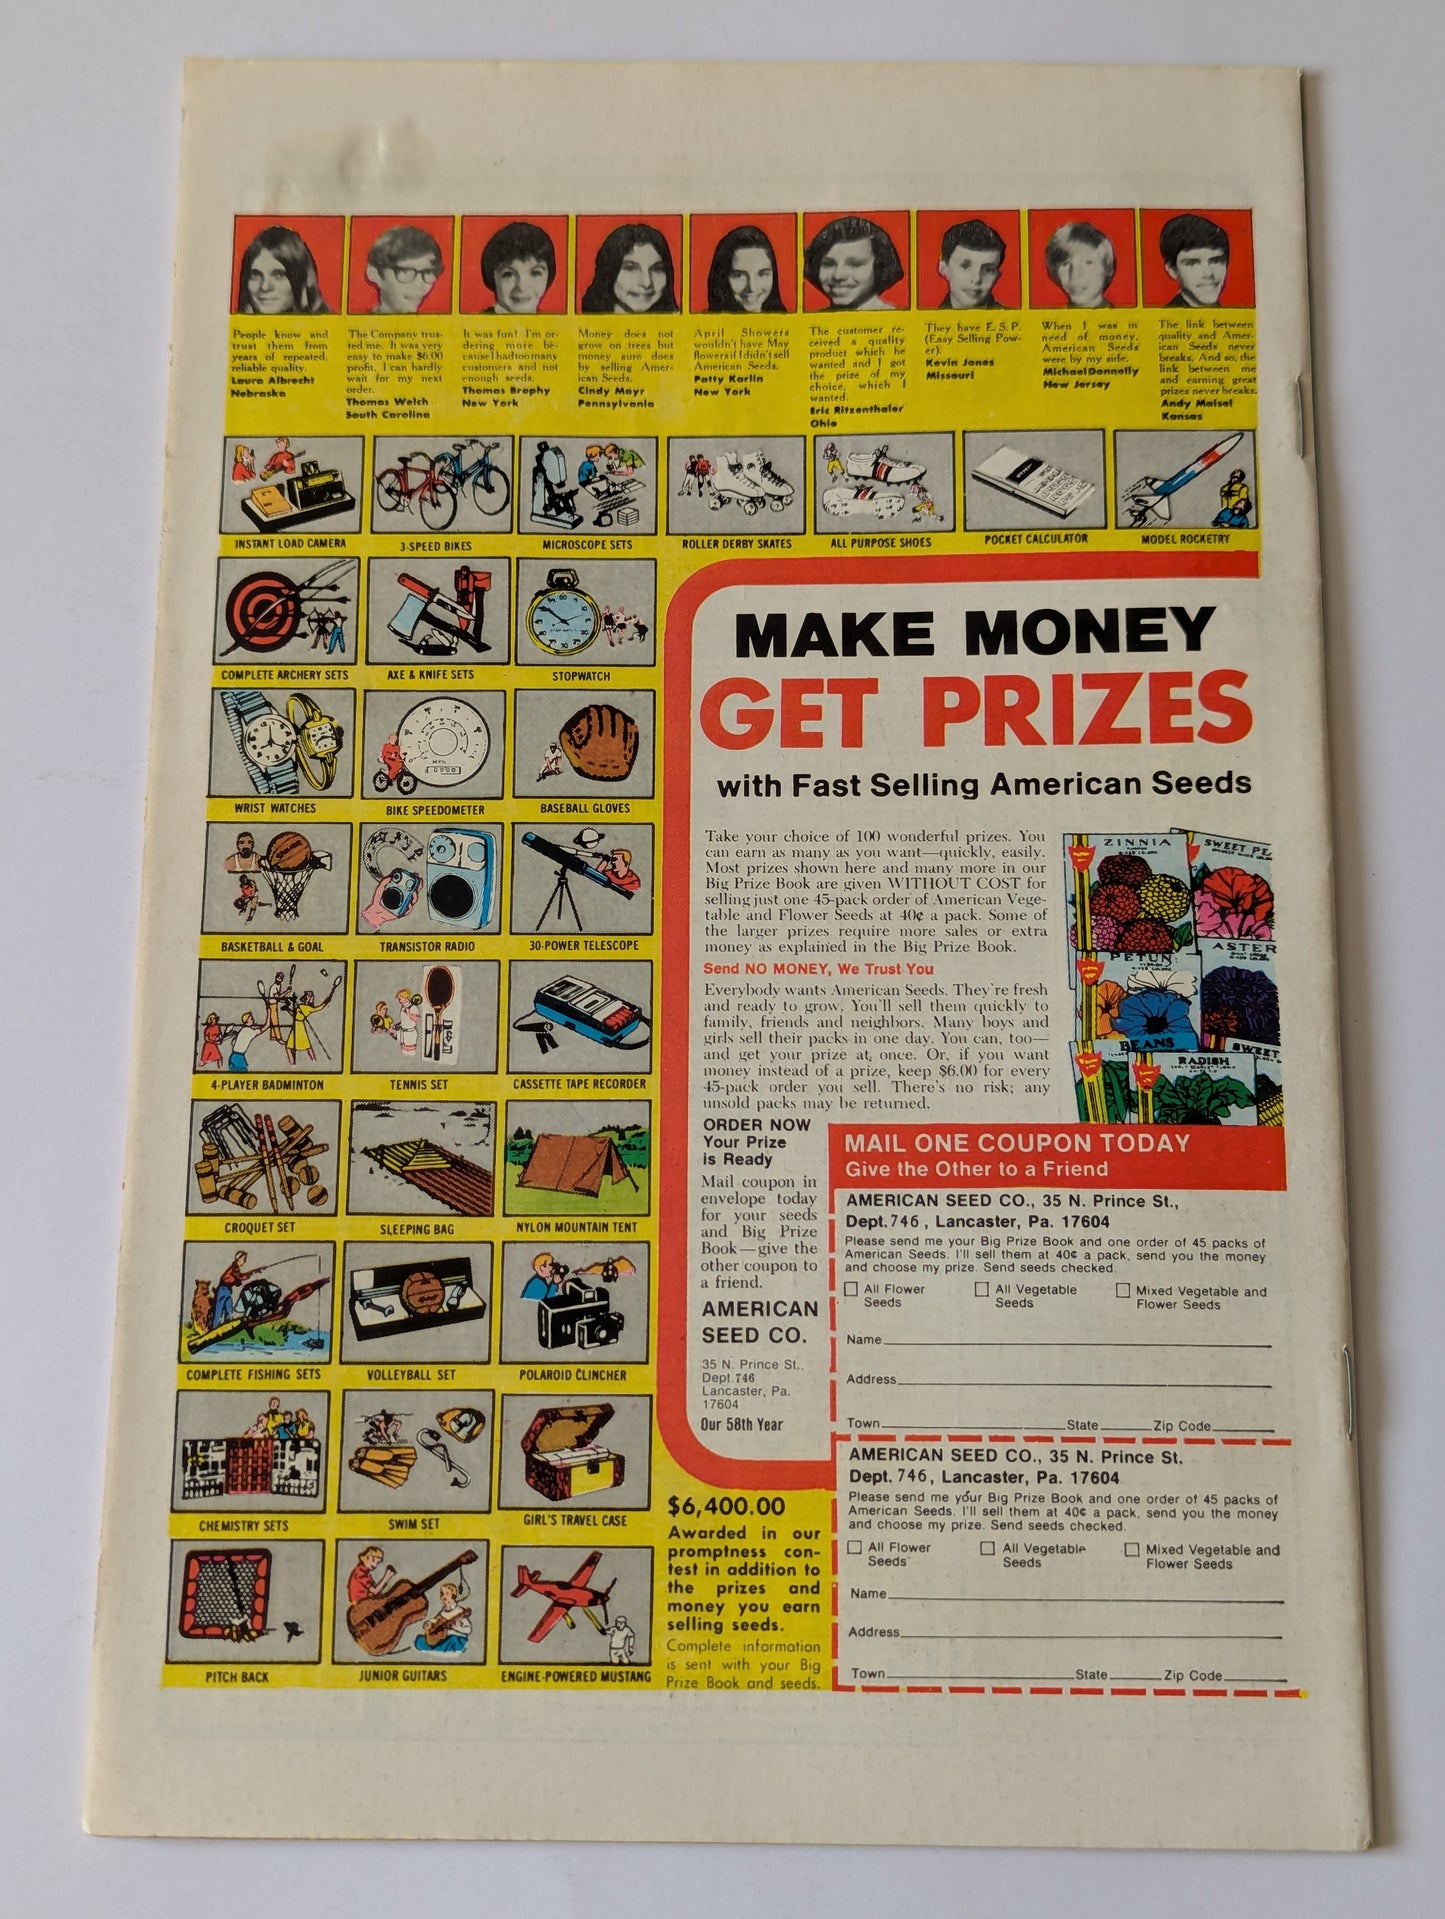 People know and
trust them from
years of repeated,
reliable quality.
Laura Albrecht
Nebraska
The Company trus-
ted me. It was very
easy to make $6.00
profit. I can hardly
wait for my next
order.
Thomas Welch
South Carolina
It was fun! I'm or-
dering more be-
cause I had too many
customers and not
enough seeds.
Thomas Brophy
New York
Money does not
grow on trees but
money sure does
by selling Amer-
ican Seeds.
Cindy Mayr
Pennsylvania
April Showers
wouldn't have May
flowers if I didn't sell
American Seeds.
Patty Karlin
New York
The customer re-
ceived a quality
product which he
wanted and I got
the prize of my
choice, which I
wanted.
Eric Ritzenthaler
Ohio
They have E. S. P.
(Easy Selling Pow-
er).
Kevin Jonas
Missouri
When I was in
need of money,
American Seeds
were by my side.
Michael Donnelly
New Jersey
The link between
quality and Amer-
ican Seeds never
breaks. And so, the
link between me
and earning great
prizes never breaks.
Andy Maisel
Kansas
INSTANT LOAD CAMERA
3-SPEED BIKES
MICROSCOPE SETS
ROLLER DERBY SKATES
ALL PURPOSE SHOES
POCKET CALCULATOR
MODEL ROCKETRY
COMPLETE ARCHERY SETS
AXE & KNIFE SETS
STOPWATCH
WRIST WATCHES
BIKE SPEEDOMETER
BASEBALL GLOVES
BASKETBALL & GOAL
TRANSISTOR RADIO
30-POWER TELESCOPE
4-PLAYER BADMINTON
TENNIS SET
CASSETTE TAPE RECORDER
CROQUET SET
SLEEPING BAG
NYLON MOUNTAIN TENT
COMPLETE FISHING SETS
VOLLEYBALL SET
POLAROID CLINCHER
CHEMISTRY SETS
SWIM SET
GIRL'S TRAVEL CASE
PITCH BACK
JUNIOR GUITARS
ENGINE-POWERED MUSTANG
MAKE MONEY
GET PRIZES
with Fast Selling American Seeds
Take your choice of 100 wonderful prizes. You
can earn as many as you want—quickly, easily.
Most prizes shown here and many more in our
Big Prize Book are given WITHOUT COST for
selling just one 45-pack order of American Vege-
table and Flower Seeds at 40¢ a pack. Some of
the larger prizes require more sales or extra
money as explained in the Big Prize Book.
Send NO MONEY, We Trust You
Everybody wants American Seeds. They're fresh
and ready to grow. You'll sell them quickly to
family, friends and neighbors. Many boys and
girls sell their packs in one day. You can, too—
and get your prize at once. Or, if you want
money instead of a prize, keep $6.00 for every
45-pack order you sell. There's no risk; any
unsold packs may be returned.
ZINNIA
SWEET PE
ASTER
PETUN
BEANS
RADISH
SWEET
ORDER NOW
Your Prize
is Ready
Mail coupon in
envelope today
for your seeds
and Big Prize
Book—give the
other coupon to
a friend.
AMERICAN
SEED CO.
35 N. Prince St.,
Dept. 746
Lancaster, Pa.
17604
Our 58th Year
$6,400.00
Awarded in our
promptness con-
test in addition to
the prizes and
money you earn
selling seeds.
Complete information
is sent with your Big
Prize Book and seeds.
MAIL ONE COUPON TODAY
Give the Other to a Friend
AMERICAN SEED CO., 35 N. Prince St.,
Dept. 746, Lancaster, Pa. 17604
Please send me your Big Prize Book and one order of 45 packs of
American Seeds. I'll sell them at 40¢ a pack, send you the money
and choose my prize. Send seeds checked.
All Flower Seeds
All Vegetable Seeds
Mixed Vegetable and Flower Seeds
Name
Address
Town State Zip Code
AMERICAN SEED CO., 35 N. Prince St.
Dept. 746, Lancaster, Pa. 17604
Please send me your Big Prize Book and one order of 45 packs of
American Seeds. I'll sell them at 40¢ a pack, send you the money
and choose my prize. Send seeds checked.
All Flower Seeds
All Vegetable Seeds
Mixed Vegetable and Flower Seeds
Name
Address
Town State Zip Code